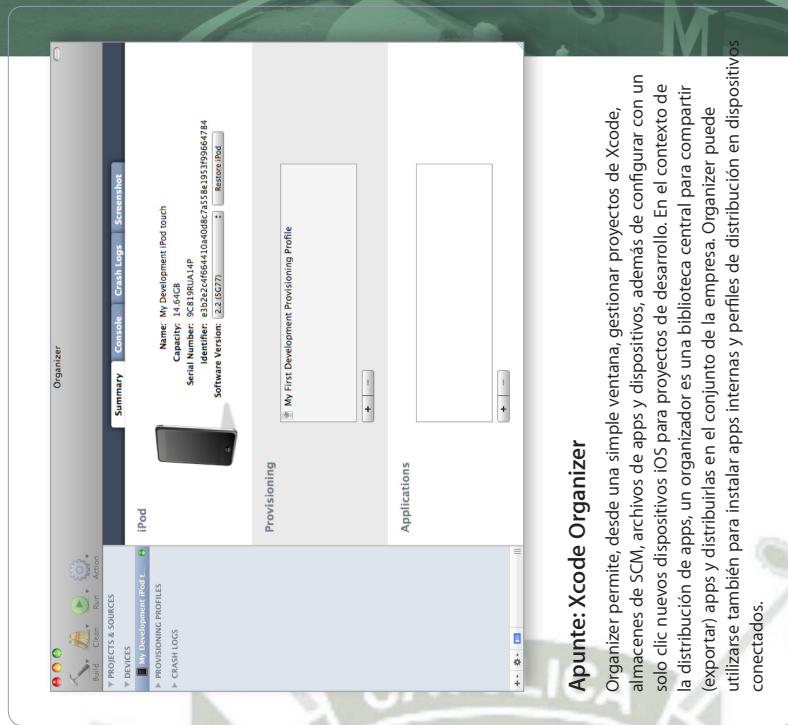 Organizer
Build Clean Run Action
Summary Console Crash Logs Screenshot
PROJECTS & SOURCES
DEVICES
My Development iPod t...
PROVISIONING PROFILES
CRASH LOGS
iPod
Name: My Development iPod touch
Capacity: 14.64GB
Serial Number: 9C819RUA14P
Identifier: e3b2e2c4f664410a40d8c7a558e1953f99664784
Software Version: 2.2 (5G77) Restore iPod
Provisioning
My First Development Provisioning Profile
+ −
Applications
+ −
Apunte: Xcode Organizer
Organizer permite, desde una simple ventana, gestionar proyectos de Xcode,
almacenes de SCM, archivos de apps y dispositivos, además de configurar con un
solo clic nuevos dispositivos iOS para proyectos de desarrollo. En el contexto de
la distribución de apps, un organizador es una biblioteca central para compartir
(exportar) apps y distribuirlas en el conjunto de la empresa. Organizer puede
utilizarse también para instalar apps internas y perfiles de distribución en dispositivos
conectados.